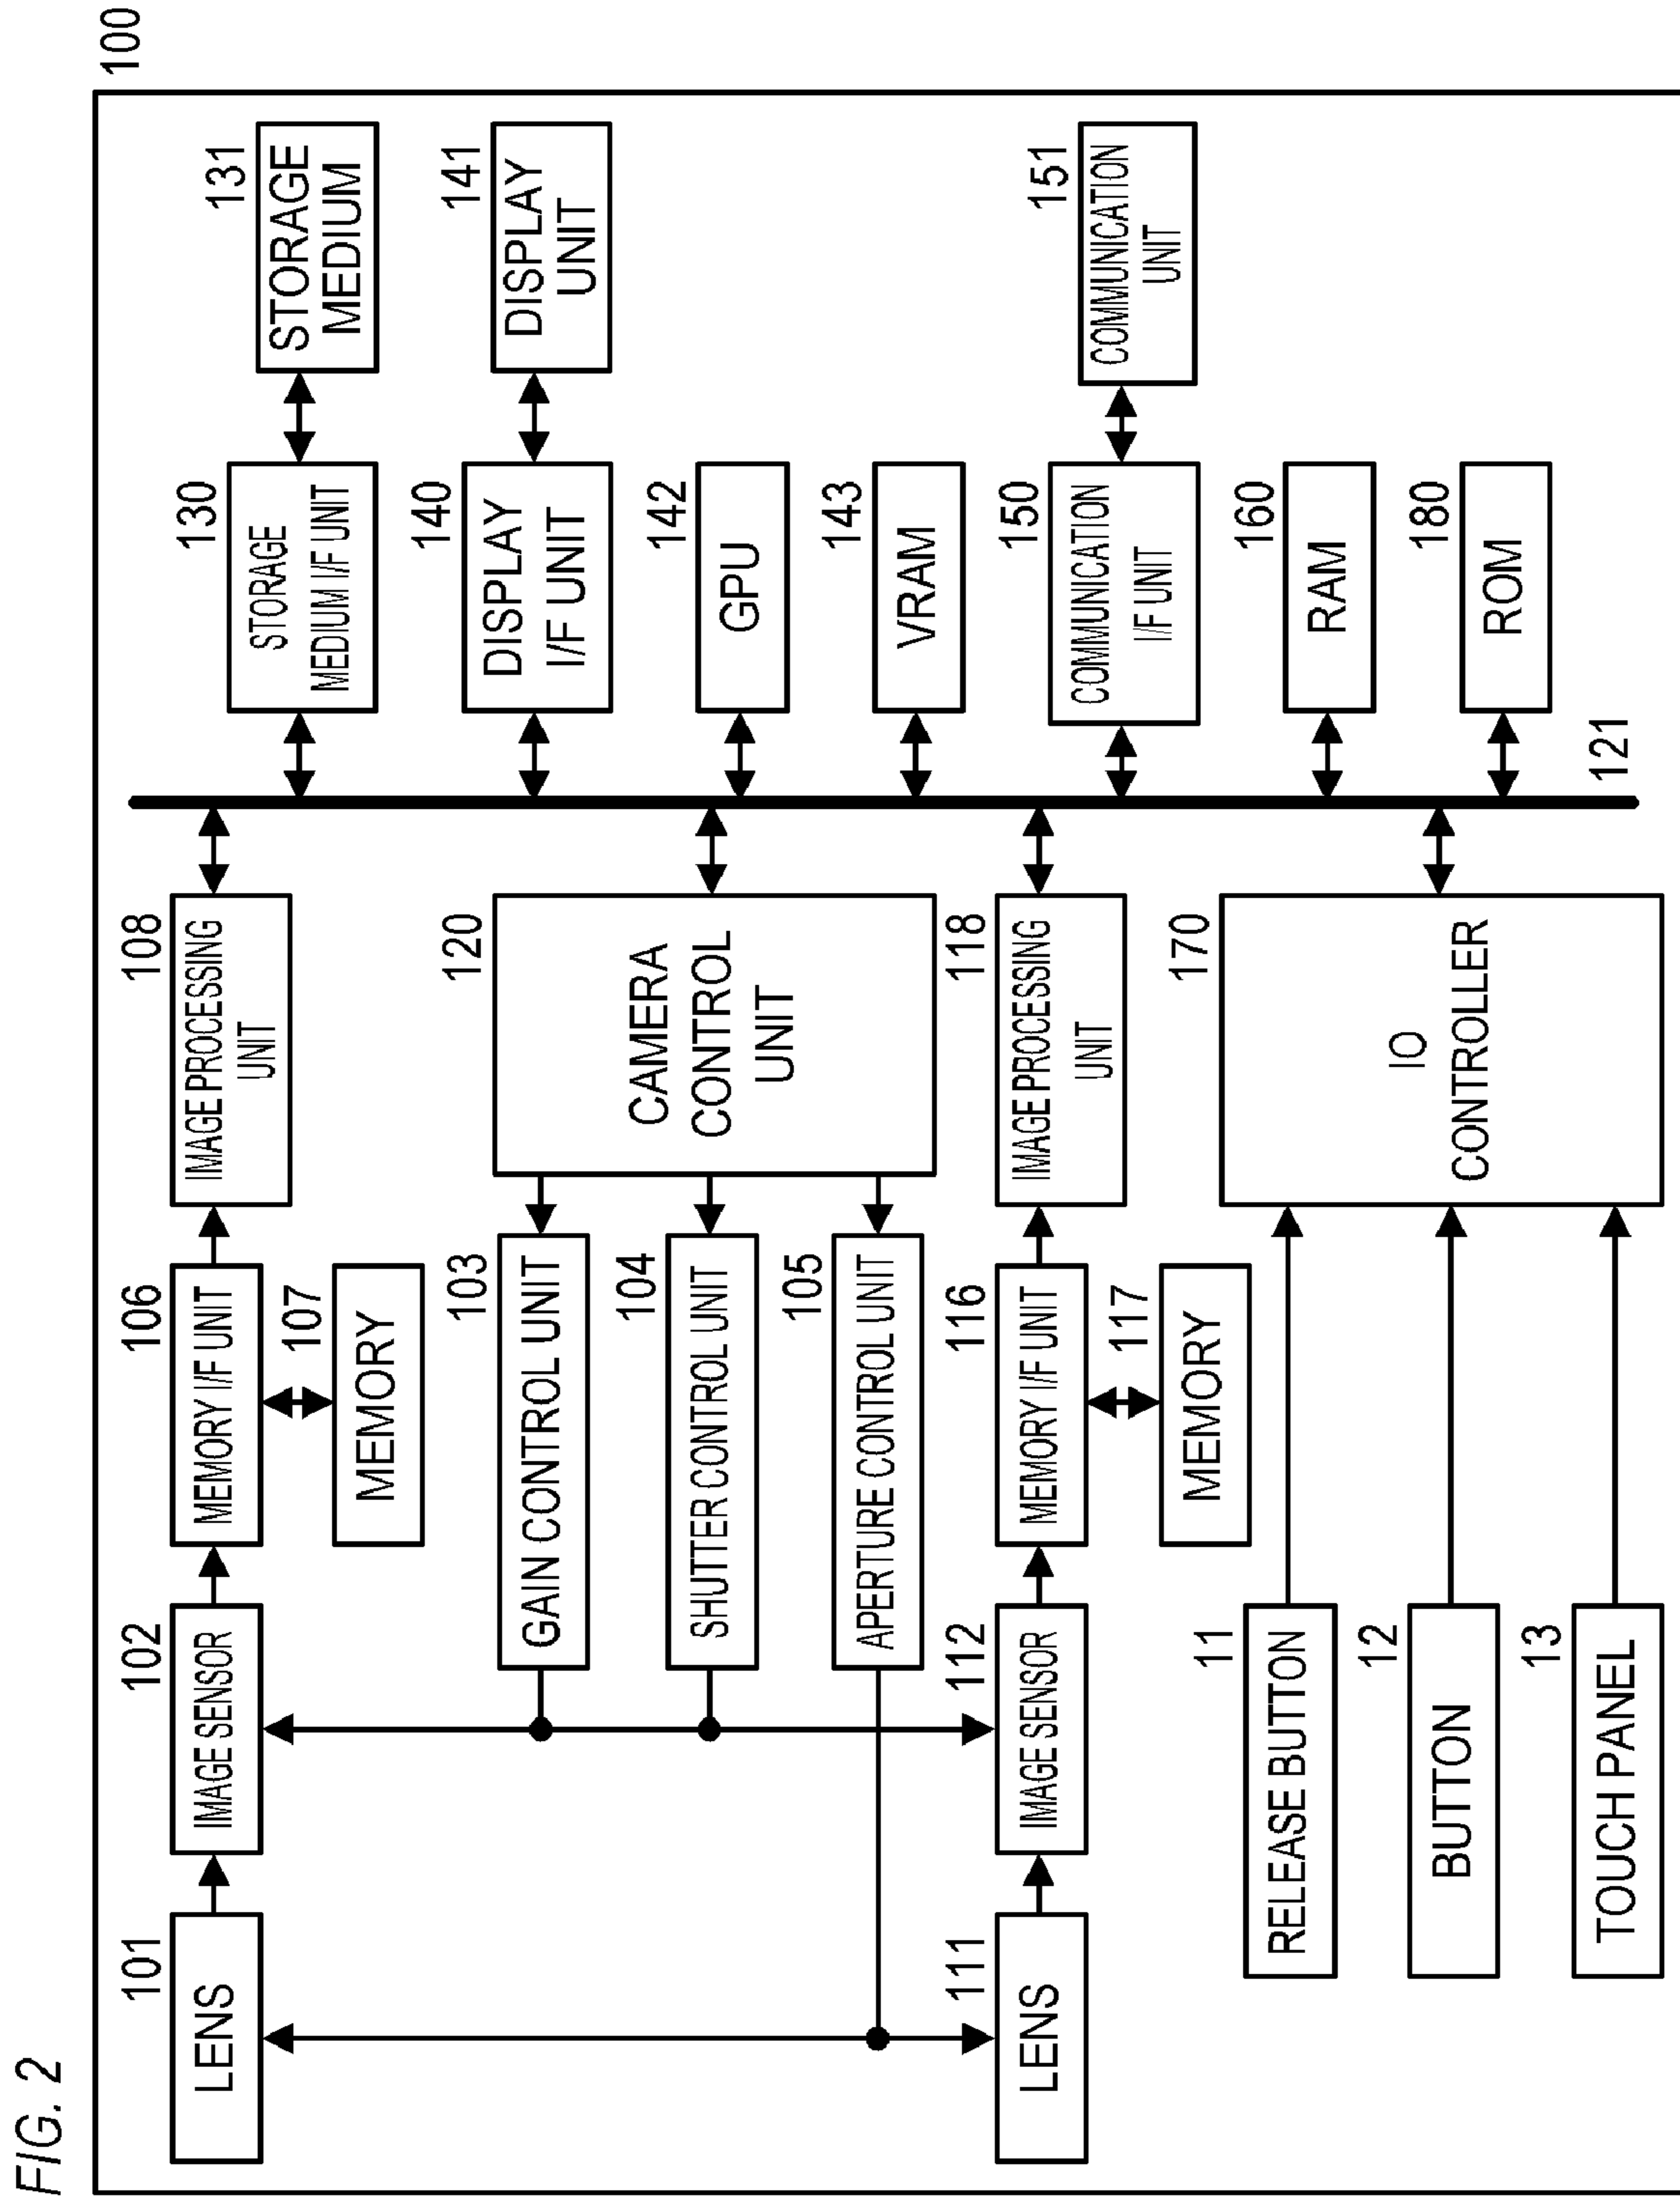 FIG. 2
100
101
LENS
102
IMAGE SENSOR
106
MEMORY I/F UNIT
107
MEMORY
108
IMAGE PROCESSING
UNIT
130
STORAGE
MEDIUM I/F UNIT
131
STORAGE
MEDIUM
103
GAIN CONTROL UNIT
104
SHUTTER CONTROL UNIT
105
APERTURE CONTROL UNIT
120
CAMERA
CONTROL
UNIT
140
DISPLAY
I/F UNIT
141
DISPLAY
UNIT
142
GPU
143
VRAM
111
LENS
112
IMAGE SENSOR
116
MEMORY I/F UNIT
117
MEMORY
118
IMAGE PROCESSING
UNIT
150
COMMUNICATION
I/F UNIT
151
COMMUNICATION
UNIT
11
RELEASE BUTTON
12
BUTTON
13
TOUCH PANEL
170
IO
CONTROLLER
160
RAM
180
ROM
121